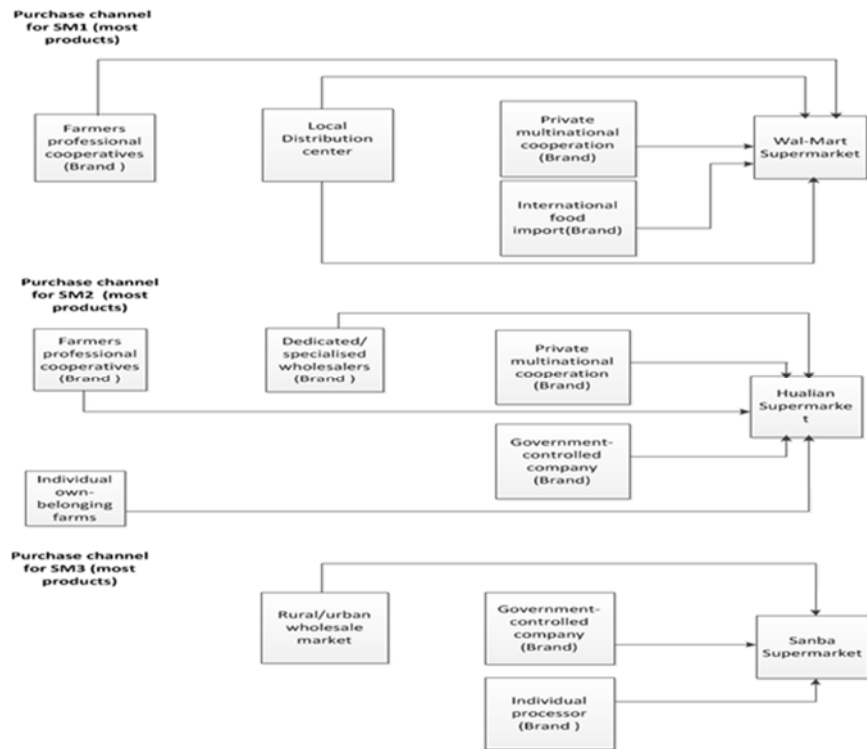 Purchase channel
for SM1 (most
products)
Farmers
professional
cooperatives
(Brand )
Local
Distribution
center
Private
multinational
cooperation
(Brand)
International
food
import(Brand)
Wal-Mart
Supermarket
Purchase channel
for SM2 (most
products)
Farmers
professional
cooperatives
(Brand )
Dedicated/
specialised
wholesalers
(Brand )
Private
multinational
cooperation
(Brand)
Hualian
Supermarke
t
Government-
controlled
company
(Brand)
Individual
own-
belonging
farms
Purchase channel
for SM3 (most
products)
Rural/urban
wholesale
market
Government-
controlled
company
(Brand)
Sanba
Supermarket
Individual
processor
(Brand )